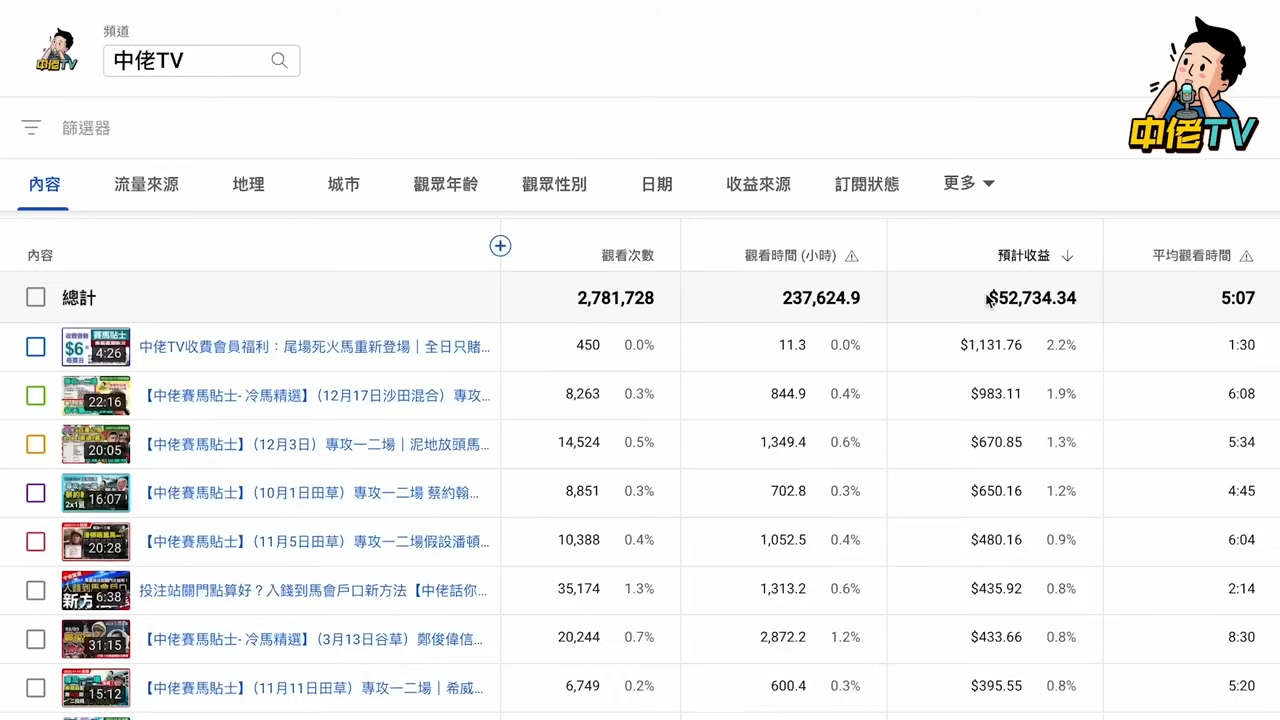 頻道
中佬TV
中佬TV
中佬TV
篩選器
內容 流量來源 地理 城市 觀眾年齡 觀眾性別 日期 收益來源 訂閱狀態 更多
內容 觀看次數 觀看時間 (小時) 預計收益 平均觀看時間
總計 2,781,728 237,624.9 $52,734.34 5:07
4:26 中佬TV收費會員福利：尾場死火馬重新登場｜全日只賭... 450 0.0% 11.3 0.0% $1,131.76 2.2% 1:30
22:16 【中佬賽馬貼士- 冷馬精選】（12月17日沙田混合）專攻... 8,263 0.3% 844.9 0.4% $983.11 1.9% 6:08
20:05 【中佬賽馬貼士】（12月3日）專攻一二場｜泥地放頭馬... 14,524 0.5% 1,349.4 0.6% $670.85 1.3% 5:34
16:07 【中佬賽馬貼士】（10月1日田草）專攻一二場 蔡約翰... 8,851 0.3% 702.8 0.3% $650.16 1.2% 4:45
20:28 【中佬賽馬貼士】（11月5日田草）專攻一二場假設潘頓... 10,388 0.4% 1,052.5 0.4% $480.16 0.9% 6:04
6:38 投注站關門點算好？入錢到馬會戶口新方法【中佬話你... 35,174 1.3% 1,313.2 0.6% $435.92 0.8% 2:14
31:15 【中佬賽馬貼士- 冷馬精選】（3月13日谷草）鄭俊偉信... 20,244 0.7% 2,872.2 1.2% $433.66 0.8% 8:30
15:12 【中佬賽馬貼士】（11月11日田草）專攻一二場｜希威... 6,749 0.2% 600.4 0.3% $395.55 0.8% 5:20